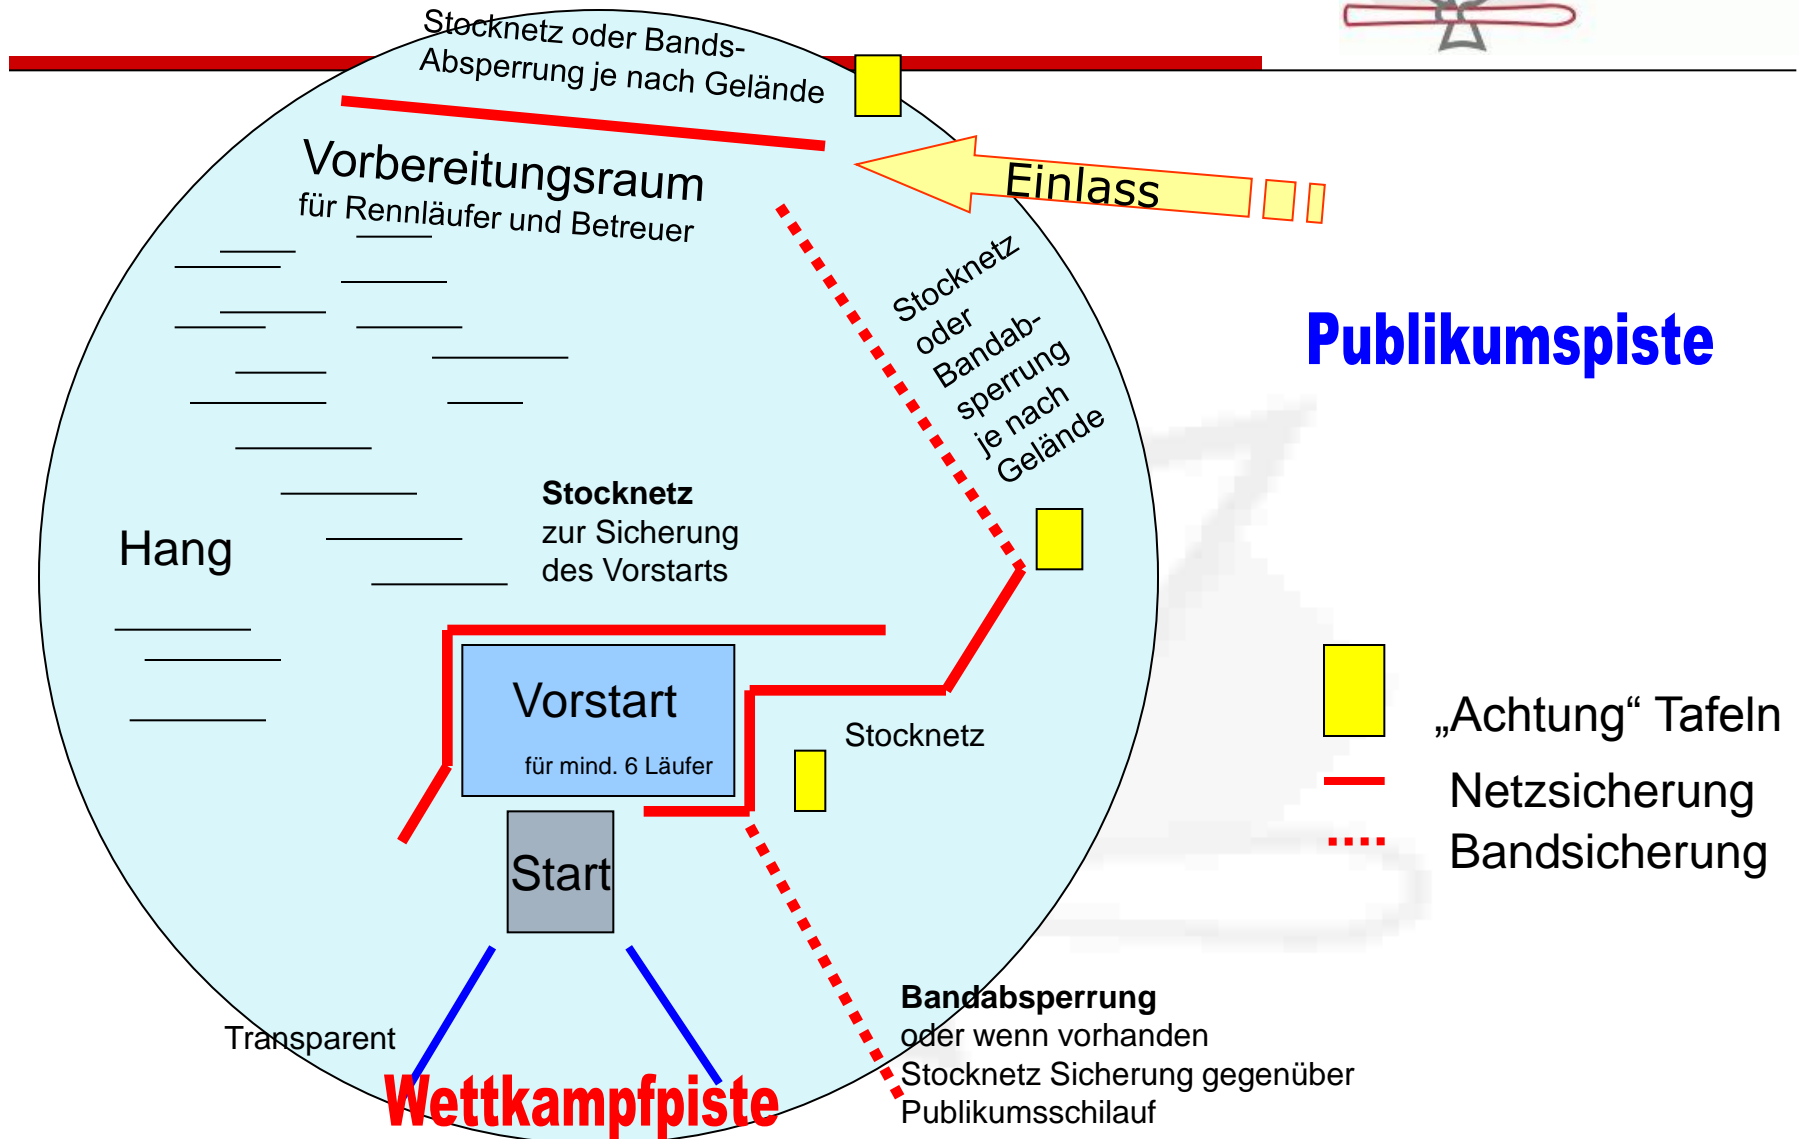 Stocknetz oder Bands-
Absperrung je nach Gelände
Vorbereitungsraum
für Rennläufer und Betreuer
Einlass
Stocknetz
oder
Bandab-
sperrung
je nach
Gelände
Publikumspiste
Stocknetz
zur Sicherung
des Vorstarts
Hang
Vorstart
für mind. 6 Läufer
Stocknetz
Start
„Achtung“ Tafeln
Netzsicherung
Bandsicherung
Transparent
Wettkampfpiste
Bandabsperrung
oder wenn vorhanden
Stocknetz Sicherung gegenüber
Publikumsschilauf